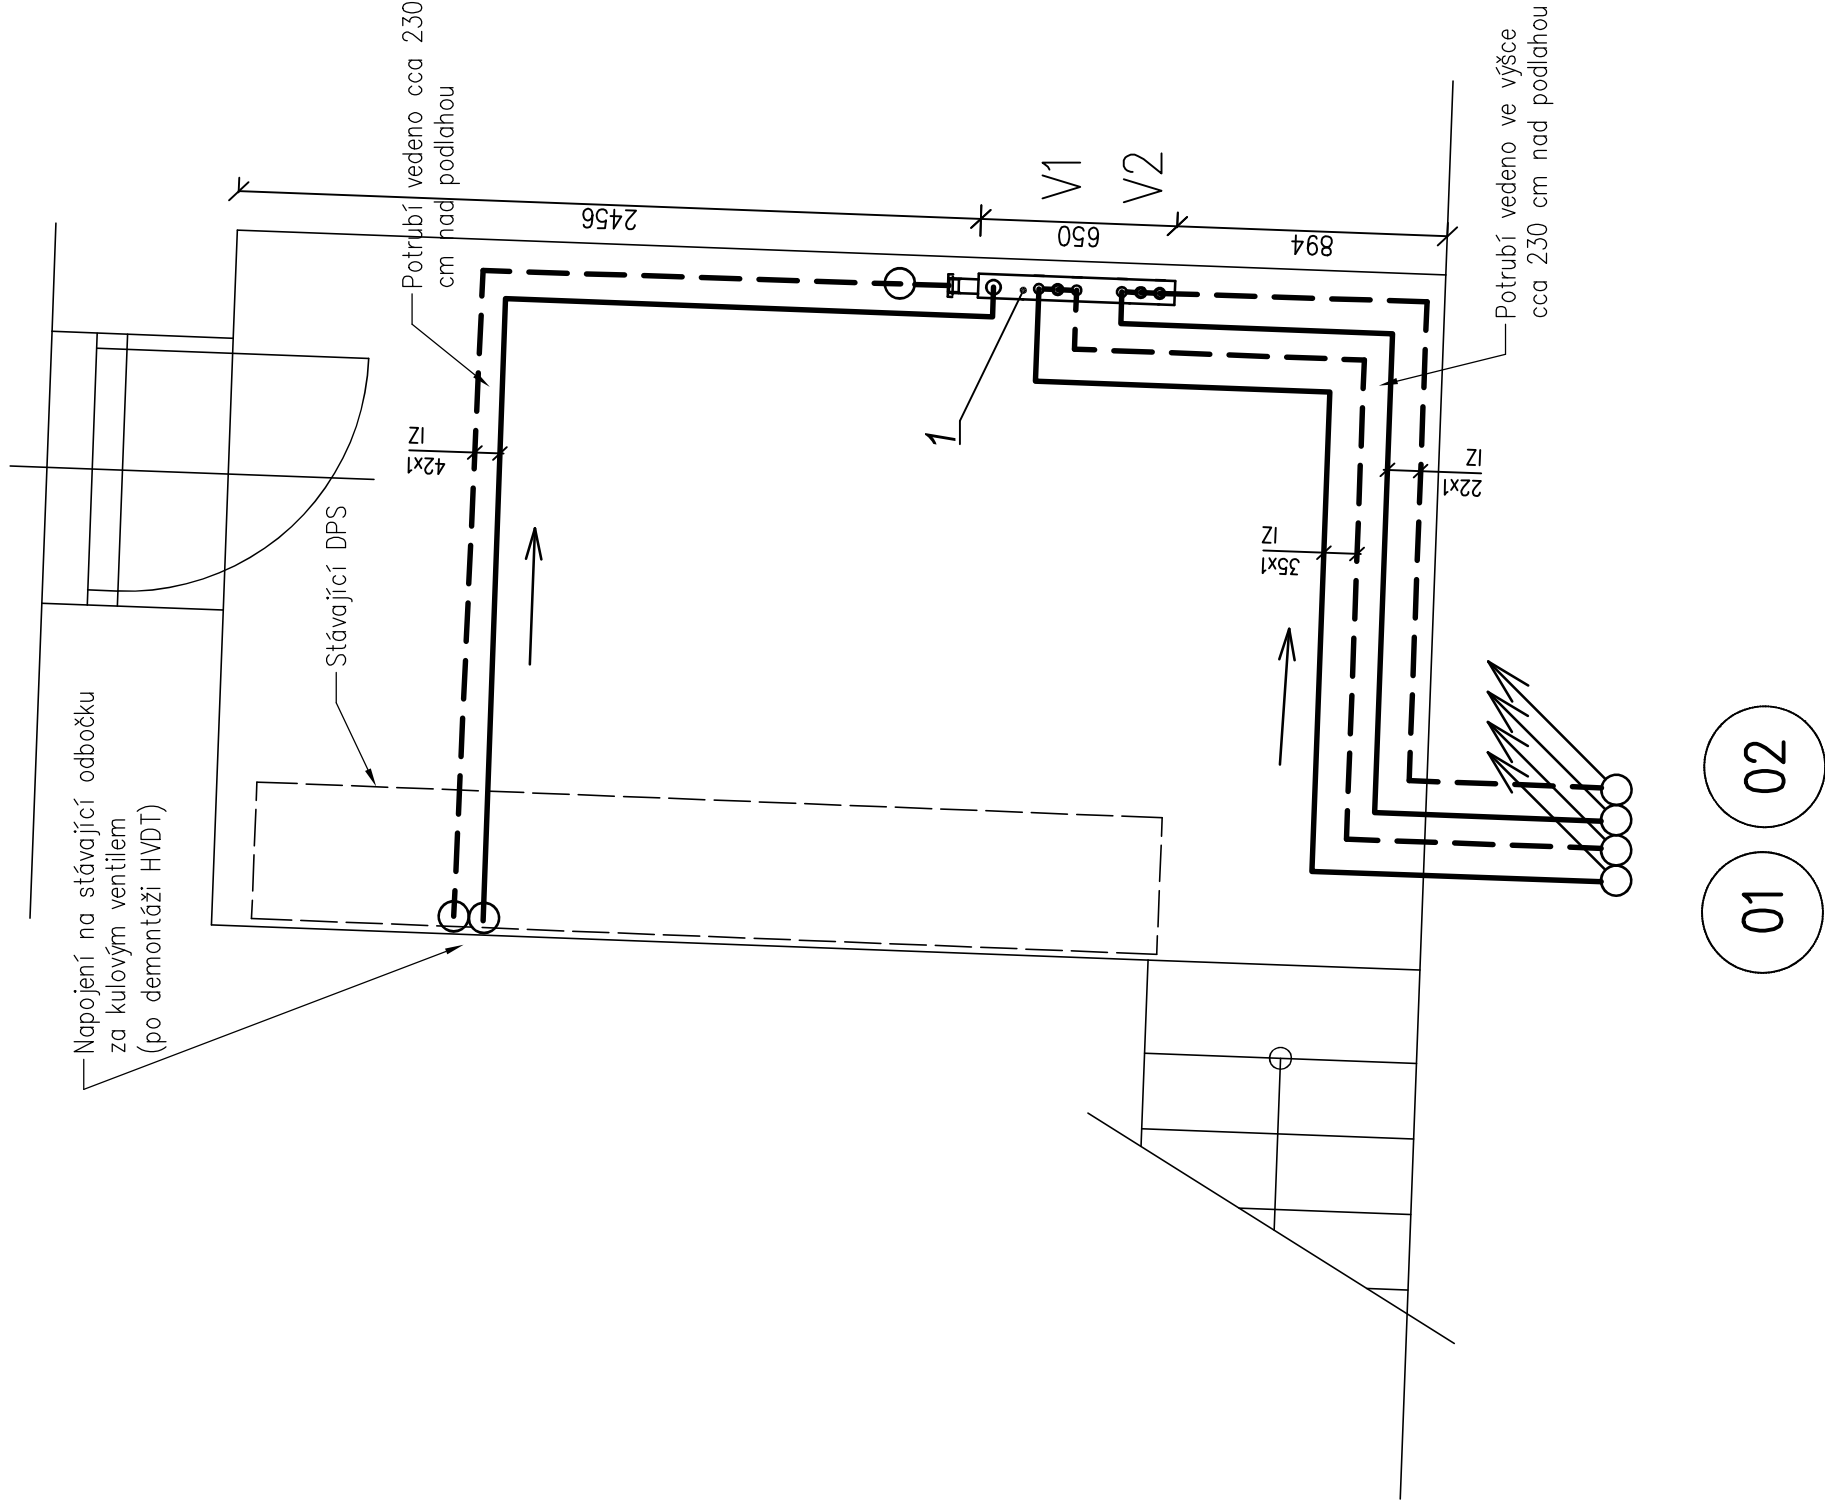 Napojení na stávající odbočku
za kulovým ventilem
(po demontáži HVDT)
Stávající DPS
Potrubí vedeno cca 230
cm nad podlahou
42x1
IZ
2456
650
894
V1
V2
1
Potrubí vedeno ve výšce
cca 230 cm nad podlahou
35x1
IZ
22x1
IZ
01
02